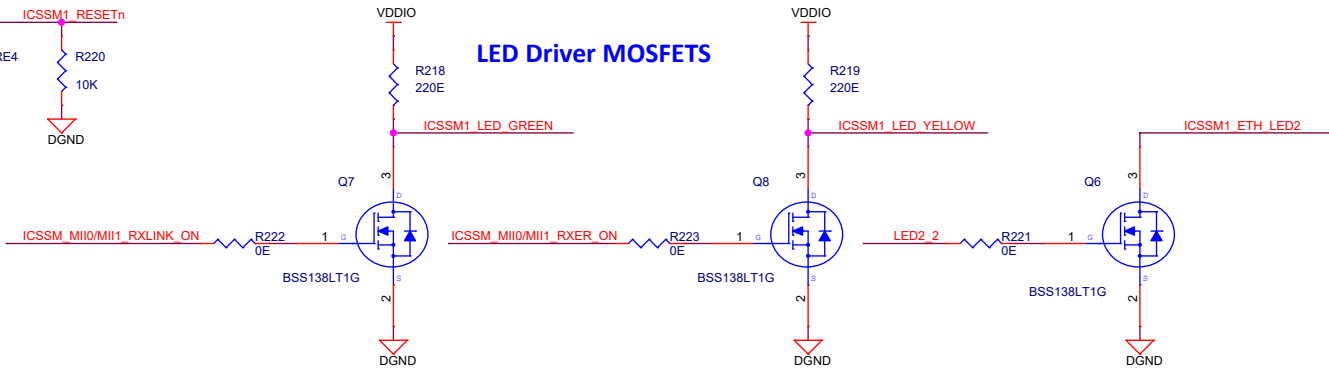 ICSSM1_RESETn
RE4
R220
10K
DGND
VDDIO
LED Driver MOSFETS
R218
220E
ICSSM1_LED_GREEN
Q7
3
D
ICSSM_MII0/MII1_RXLINK_ON
R222
0E
1
G
BSS138LT1G
S
2
DGND
VDDIO
R219
220E
ICSSM1_LED_YELLOW
Q8
3
D
ICSSM_MII0/MII1_RXER_ON
R223
0E
1
G
BSS138LT1G
S
2
DGND
ICSSM1_ETH_LED2
Q6
3
D
LED2_2
R221
0E
1
G
BSS138LT1G
S
2
DGND